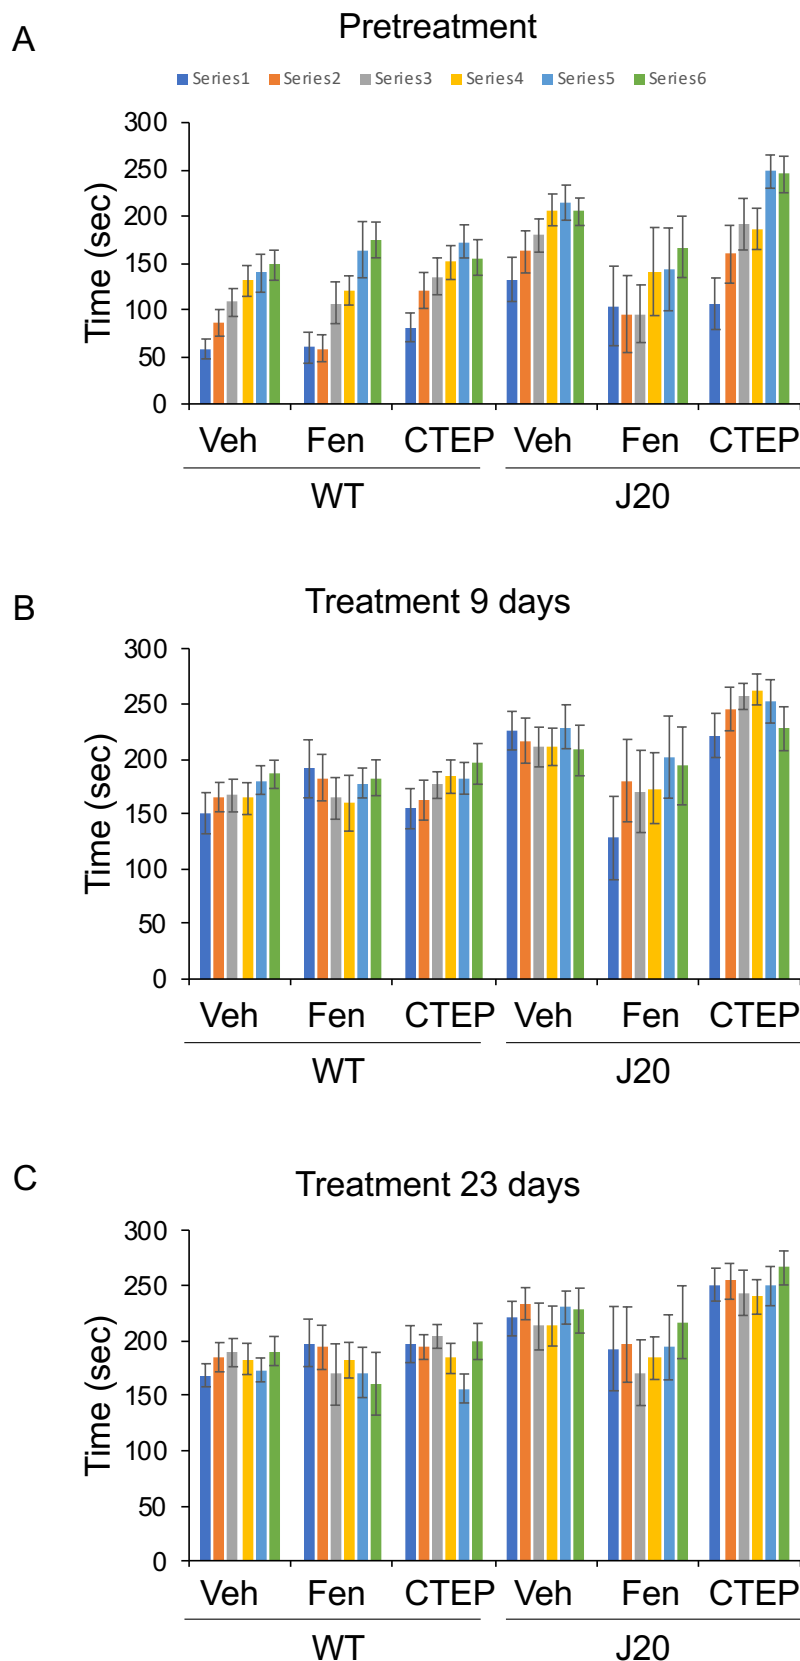 A
Pretreatment
Series1 Series2 Series3 Series4 Series5 Series6
Time (sec)
300
250
200
150
100
50
0
Veh Fen CTEP Veh Fen CTEP
WT J20
B
Treatment 9 days
Time (sec)
300
250
200
150
100
50
0
Veh Fen CTEP Veh Fen CTEP
WT J20
C
Treatment 23 days
Time (sec)
300
250
200
150
100
50
0
Veh Fen CTEP Veh Fen CTEP
WT J20